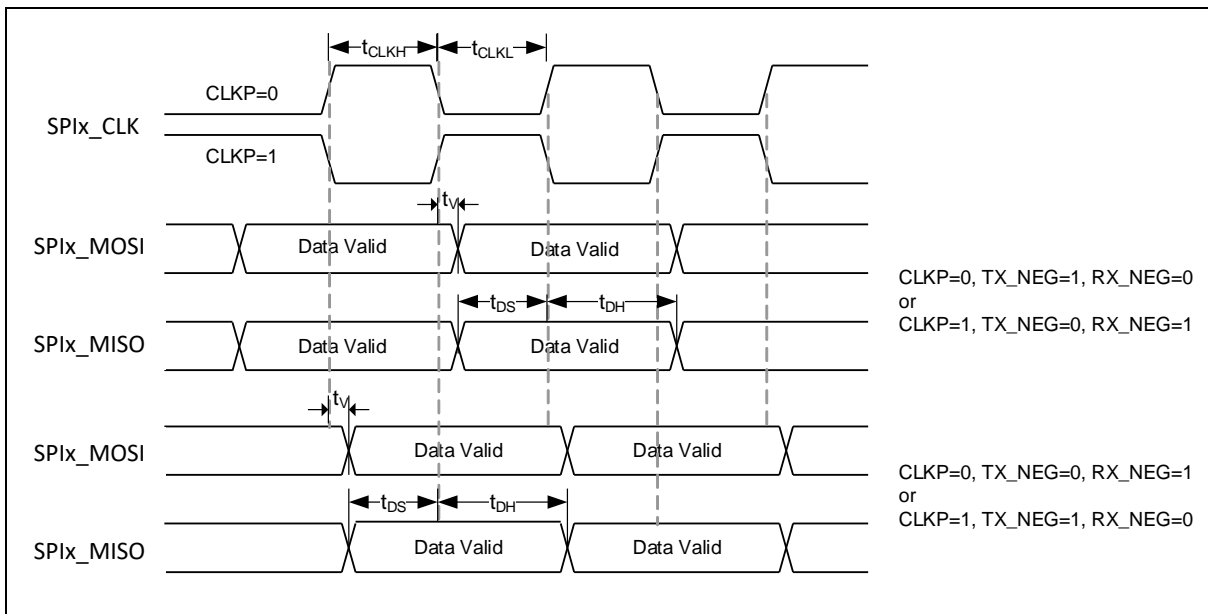 tCLKH tCLKL
CLKP=0
SPIx_CLK
CLKP=1
tV
SPIx_MOSI Data Valid Data Valid
CLKP=0, TX_NEG=1, RX_NEG=0
or
CLKP=1, TX_NEG=0, RX_NEG=1
tDS tDH
SPIx_MISO Data Valid Data Valid
tV
SPIx_MOSI Data Valid Data Valid
CLKP=0, TX_NEG=0, RX_NEG=1
or
CLKP=1, TX_NEG=1, RX_NEG=0
tDS tDH
SPIx_MISO Data Valid Data Valid